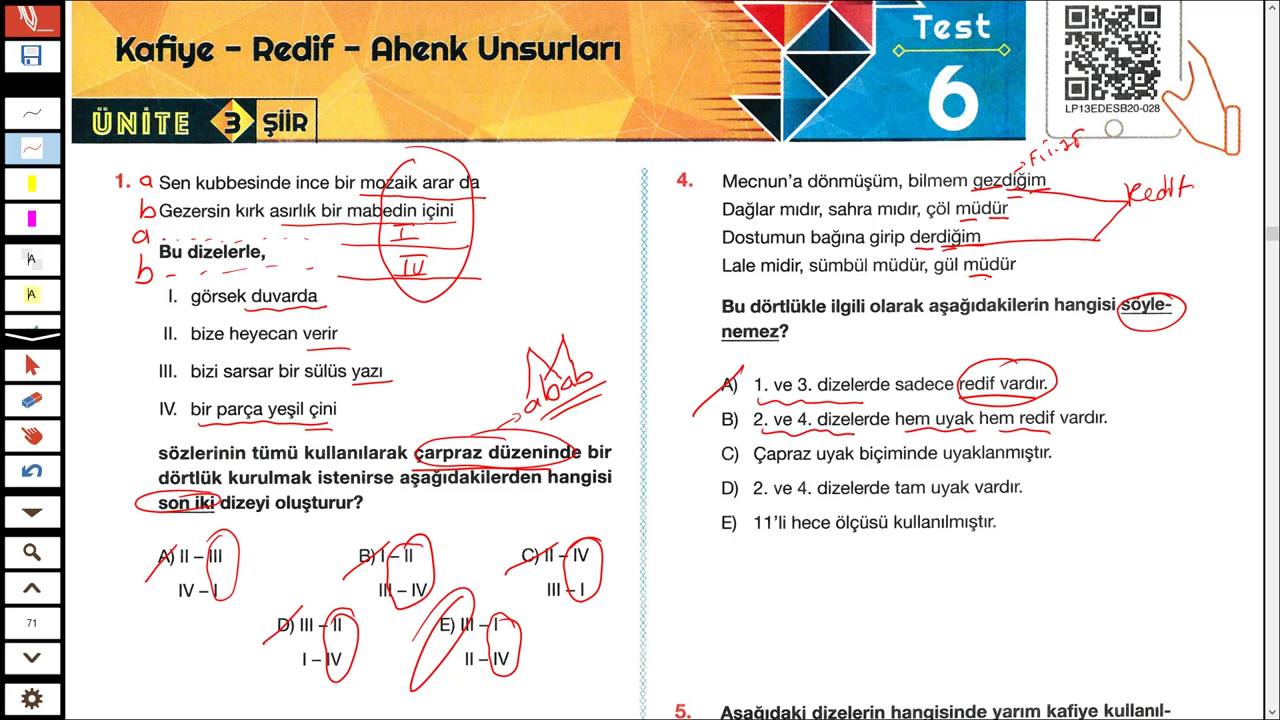 Kafiye – Redif – Ahenk Unsurları
ÜNİTE 3 ŞİİR
Test
6
LP13EDESB20-028
A
A
71
1. a Sen kubbesinde ince bir mozaik arar da
b Gezersin kırk asırlık bir mabedin içini
a I
Bu dizelerle,
b IV
I. görsek duvarda
II. bize heyecan verir
III. bizi sarsar bir sülüs yazı
IV. bir parça yeşil çini
abab
sözlerinin tümü kullanılarak çarpraz düzeninde bir
dörtlük kurulmak istenirse aşağıdakilerden hangisi
son iki dizeyi oluşturur?
A) II – III
IV – I
B) I – II
III – IV
C) II – IV
III – I
D) III – II
I – IV
E) III – I
II – IV
4. Mecnun'a dönmüşüm, bilmem gezdiğim
Redif
Dağlar mıdır, sahra mıdır, çöl müdür
Dostumun bağına girip derdiğim
Lale midir, sümbül müdür, gül müdür
Bu dörtlükle ilgili olarak aşağıdakilerin hangisi söyle-
nemez?
A) 1. ve 3. dizelerde sadece redif vardır.
B) 2. ve 4. dizelerde hem uyak hem redif vardır.
C) Çapraz uyak biçiminde uyaklanmıştır.
D) 2. ve 4. dizelerde tam uyak vardır.
E) 11'li hece ölçüsü kullanılmıştır.
5. Aşağıdaki dizelerin hangisinde yarım kafiye kullanıl-